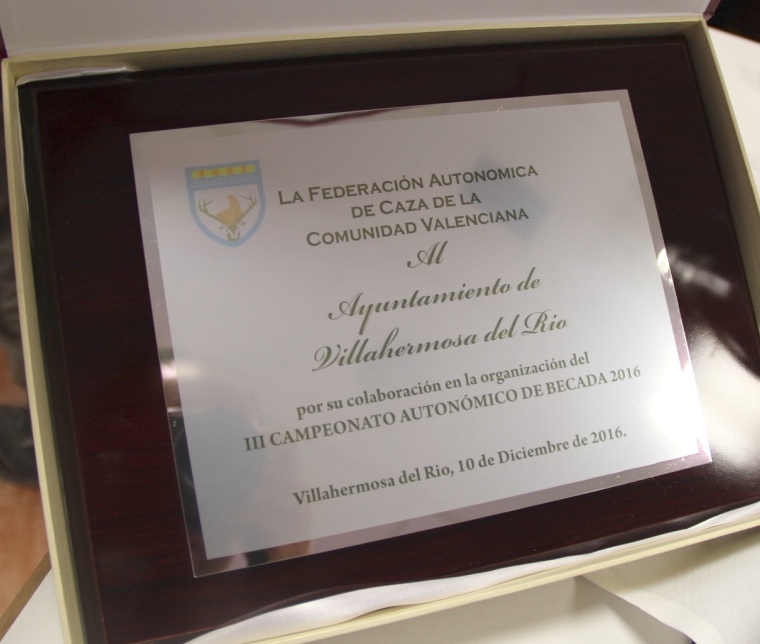 LA FEDERACIÓN AUTONOMICA
DE CAZA DE LA
COMUNIDAD VALENCIANA
Al
Ayuntamiento de
Villahermosa del Rio
por su colaboración en la organización del
III CAMPEONATO AUTONÓMICO DE BECADA 2016
Villahermosa del Rio, 10 de Diciembre de 2016.